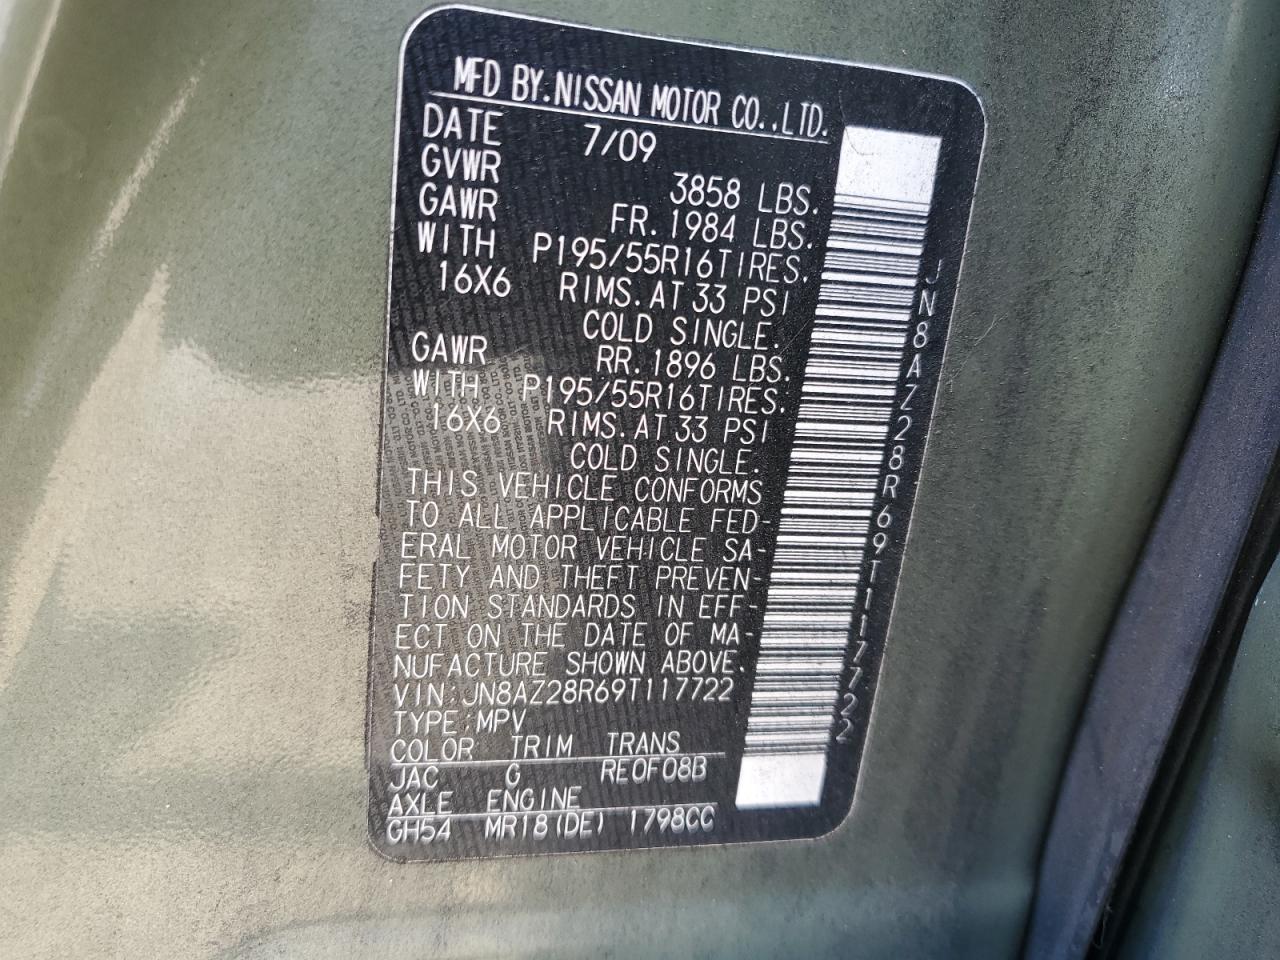 MFD BY.NISSAN MOTOR CO.,LTD.
DATE 7/09
GVWR 3858 LBS.
GAWR FR. 1984 LBS.
WITH P195/55R16TIRES.
16X6 RIMS. AT 33 PSI
COLD SINGLE.
GAWR RR. 1896 LBS.
WITH P195/55R16TIRES.
16X6 RIMS. AT 33 PSI
COLD SINGLE.
THIS VEHICLE CONFORMS
TO ALL APPLICABLE FED-
ERAL MOTOR VEHICLE SA-
FETY AND THEFT PREVEN-
TION STANDARDS IN EFF-
ECT ON THE DATE OF MA-
NUFACTURE SHOWN ABOVE.
VIN:JN8AZ28R69T117722
TYPE:MPV
COLOR TRIM TRANS
JAC G RE0F08B
AXLE ENGINE
GH54 MR18(DE) 1798CC
JN8AZ28R69T117722